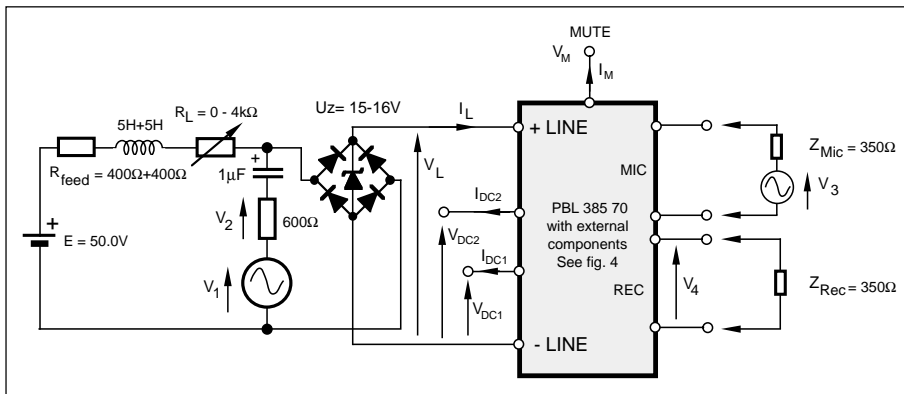 MUTE
V_M
I_M
R_L = 0 - 4kΩ
5H+5H
Uz= 15-16V
I_L
+ LINE
Z_Mic = 350Ω
MIC
R_feed = 400Ω+400Ω
+
1µF
V_L
V_3
I_DC2
PBL 385 70
with external
components
See fig. 4
V_2
600Ω
V_DC2
+
E = 50.0V
I_DC1
REC
V_4
Z_Rec = 350Ω
V_1
V_DC1
- LINE